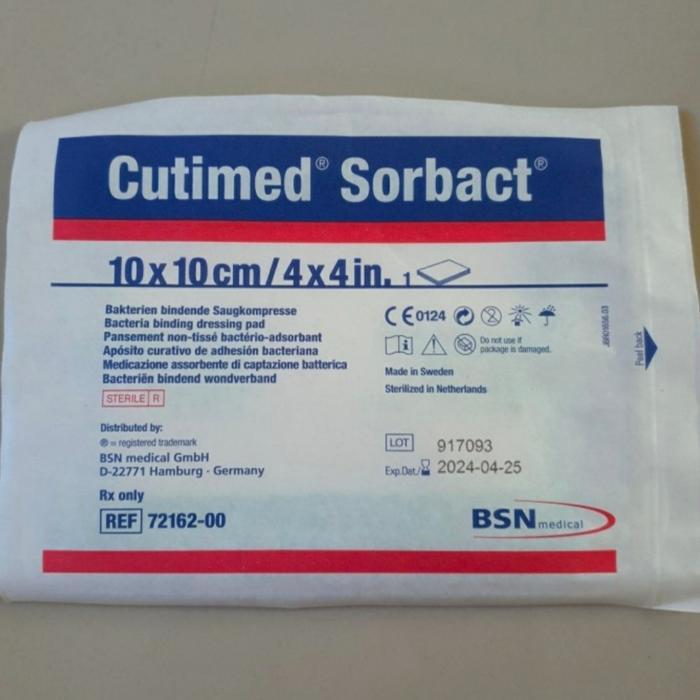 Cutimed® Sorbact®
10 x 10 cm / 4 x 4 in. 1
Bakterien bindende Saugkompresse
Bacteria binding dressing pad
Pansement non-tissé bactério-adsorbant
Apósito curativo de adhesión bacteriana
Medicazione assorbente di captazione batterica
Bacteriën bindend wondverband
STERILE R
Distributed by:
® = registered trademark
BSN medical GmbH
D-22771 Hamburg - Germany
Rx only
REF 72162-00
CE 0124
Do not use if
package is damaged.
Made in Sweden
Sterilized in Netherlands
LOT 917093
Exp.Dat./ 2024-04-25
BSN medical
Peel back